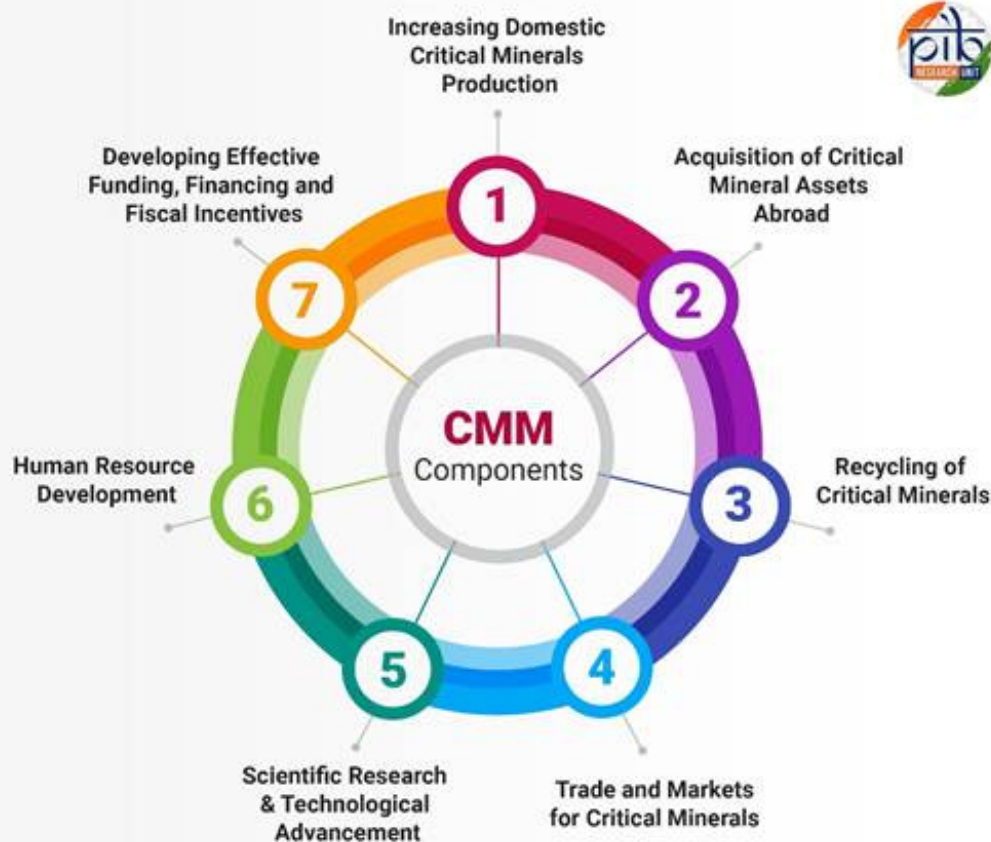 pib
RESEARCH UNIT
Increasing Domestic
Critical Minerals
Production
1
Acquisition of Critical
Mineral Assets
Abroad
2
Recycling of
Critical Minerals
3
Trade and Markets
for Critical Minerals
4
Scientific Research
& Technological
Advancement
5
Human Resource
Development
6
Developing Effective
Funding, Financing and
Fiscal Incentives
7
CMM
Components